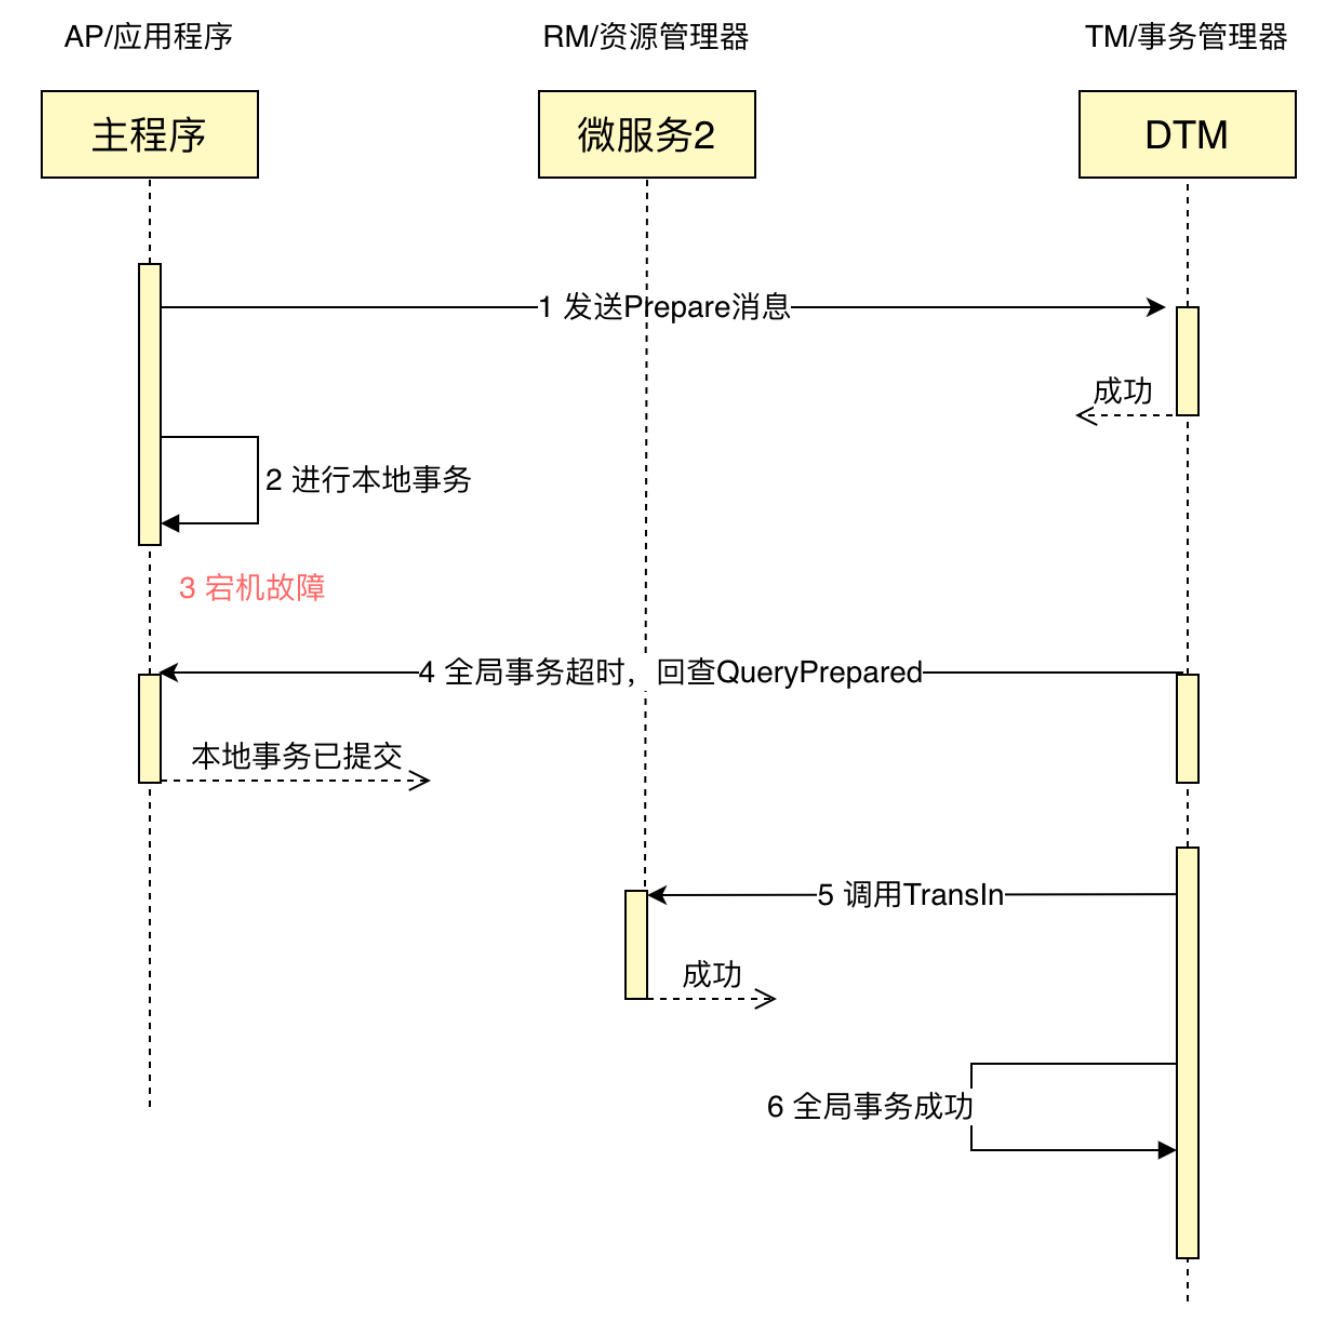 AP/应用程序
RM/资源管理器
TM/事务管理器
主程序
微服务2
DTM
1 发送Prepare消息
成功
2 进行本地事务
3 宕机故障
4 全局事务超时，回查QueryPrepared
本地事务已提交
5 调用TransIn
成功
6 全局事务成功